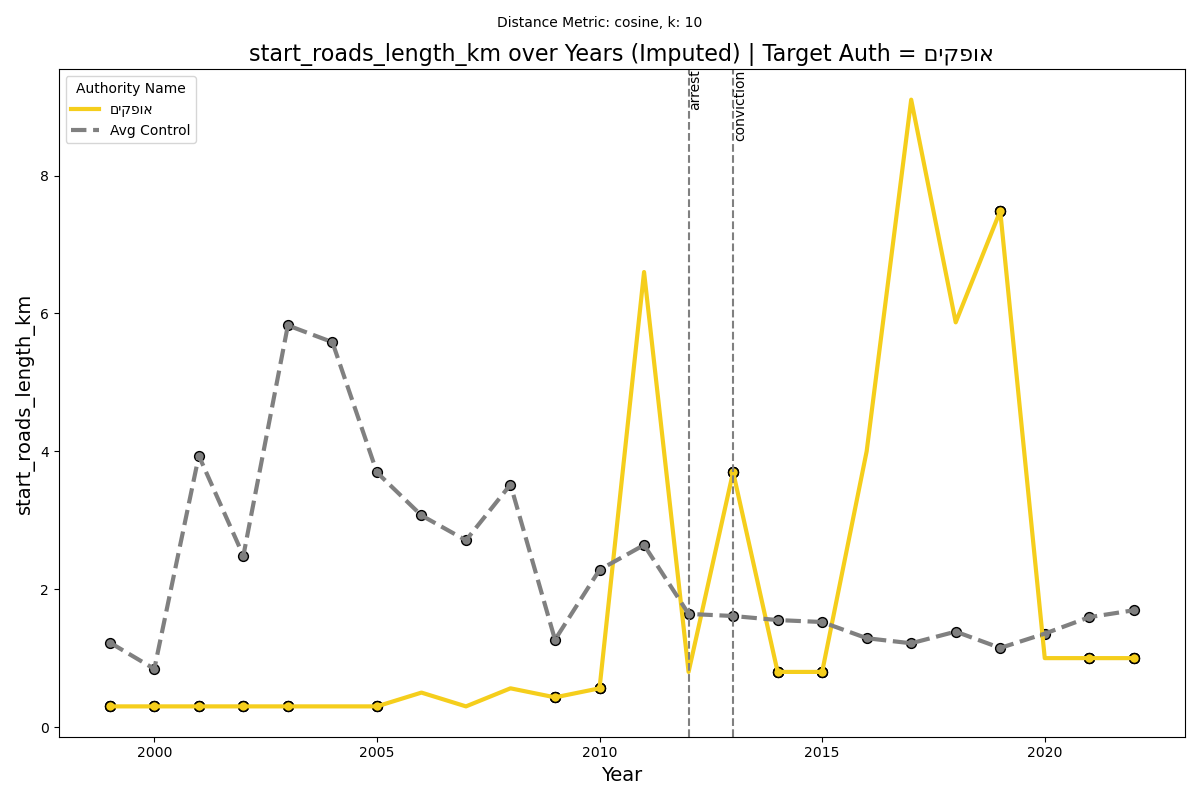 Distance Metric: cosine, k: 10
start_roads_length_km over Years (Imputed) | Target Auth = אופקים
Authority Name
אופקים
Avg Control
arrest
conviction
start_roads_length_km
8
6
4
2
0
2000 2005 2010 2015 2020
Year